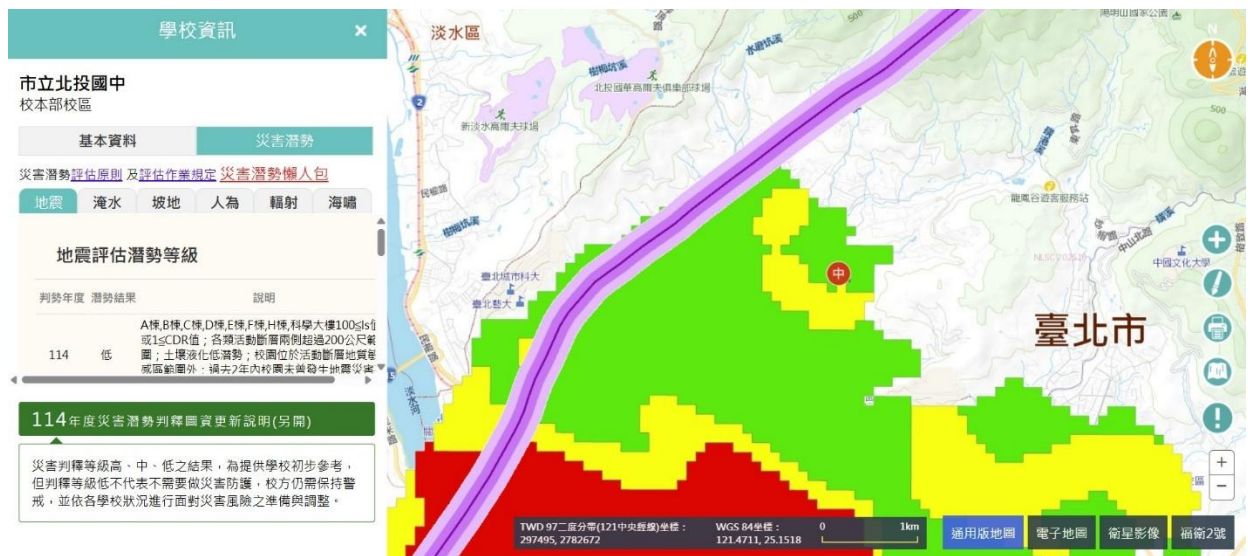 學校資訊 ×
市立北投國中
校本部校區
基本資料 災害潛勢
災害潛勢評估原則 及評估作業規定 災害潛勢懶人包
地震 淹水 坡地 人為 輻射 海嘯
地震評估潛勢等級
判勢年度 潛勢結果 說明
A棟,B棟,C棟,D棟,E棟,F棟,H棟,科學大樓100≤Is值
或1≤CDR值；各類活動斷層兩側超過200公尺範
114 低 圍；土壤液化低潛勢；校園位於活動斷層地質敏
感區範圍外；過去2年內校園未曾發生地震災害
114年度災害潛勢判釋圖資更新說明(另開)
災害判釋等級高、中、低之結果，為提供學校初步參考，
但判釋等級低不代表不需要做災害防護，校方仍需保持警
戒，並依各學校狀況進行面對災害風險之準備與調整。
淡水區
水磨坑溪
陽明山國家公園
樹梅坑溪
北投國華高爾夫俱樂部球場
新淡水高爾夫球場
N
500
500
2
民權路
樹梅坑溪
龍鳳谷遊客服務站
中山北路
中國文化大學
臺北城市科大
臺北藝大
中
臺北市
15
淡水河
TWD 97二度分帶(121中央經線)坐標：
297495, 2782672
WGS 84坐標：
121.4711, 25.1518
0 1km
+
−
通用版地圖 電子地圖 衛星影像 福衛2號